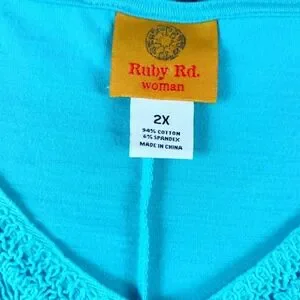 Ruby Rd.
woman
2X
94% COTTON
6% SPANDEX
MADE IN CHINA